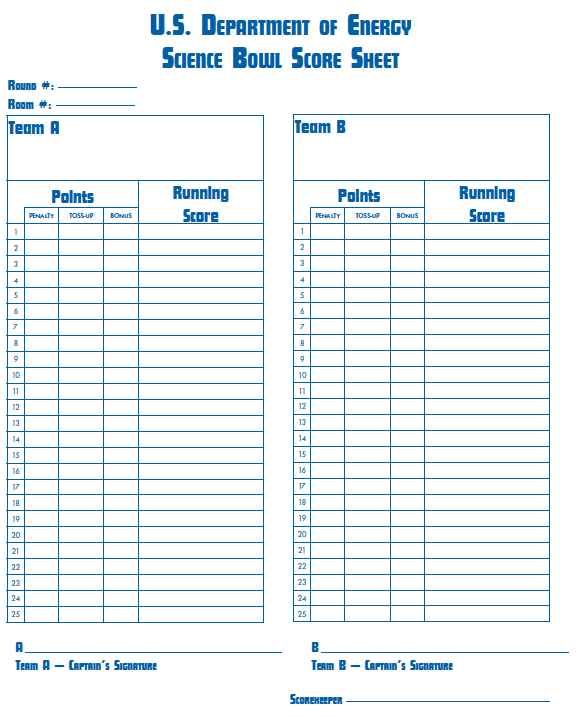 U.S. Department of Energy
Science Bowl Score Sheet
Round #:
Room #:
Team A
Points
Running
Score
PENALTY TOSS-UP BONUS
1
2
3
4
5
6
7
8
9
10
11
12
13
14
15
16
17
18
19
20
21
22
23
24
25
Team B
Points
Running
Score
PENALTY TOSS-UP BONUS
1
2
3
4
5
6
7
8
9
10
11
12
13
14
15
16
17
18
19
20
21
22
23
24
25
A
Team A – Captain's Signature
B
Team B – Captain's Signature
Scorekeeper